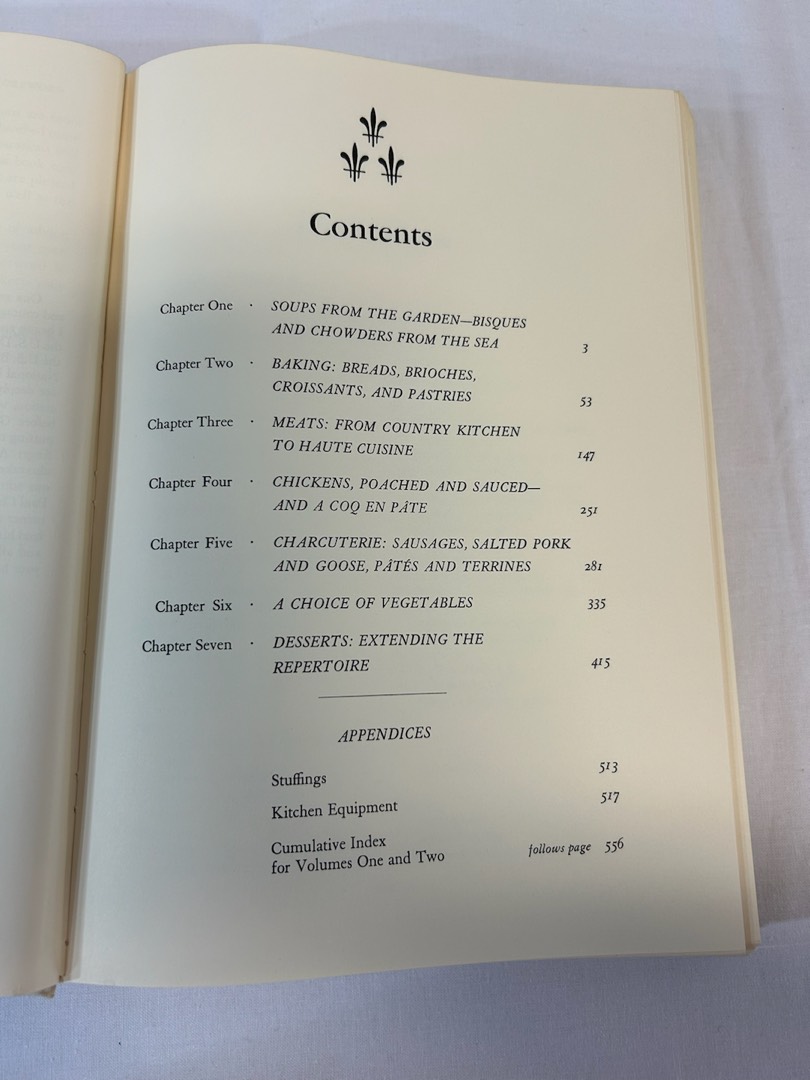 Contents
Chapter One · SOUPS FROM THE GARDEN—BISQUES
AND CHOWDERS FROM THE SEA 3
Chapter Two · BAKING: BREADS, BRIOCHES,
CROISSANTS, AND PASTRIES 53
Chapter Three · MEATS: FROM COUNTRY KITCHEN
TO HAUTE CUISINE 147
Chapter Four · CHICKENS, POACHED AND SAUCED—
AND A COQ EN PÂTE 251
Chapter Five · CHARCUTERIE: SAUSAGES, SALTED PORK
AND GOOSE, PÂTÉS AND TERRINES 281
Chapter Six · A CHOICE OF VEGETABLES 335
Chapter Seven · DESSERTS: EXTENDING THE
REPERTOIRE 415
APPENDICES
Stuffings 513
Kitchen Equipment 517
Cumulative Index
for Volumes One and Two follows page 556